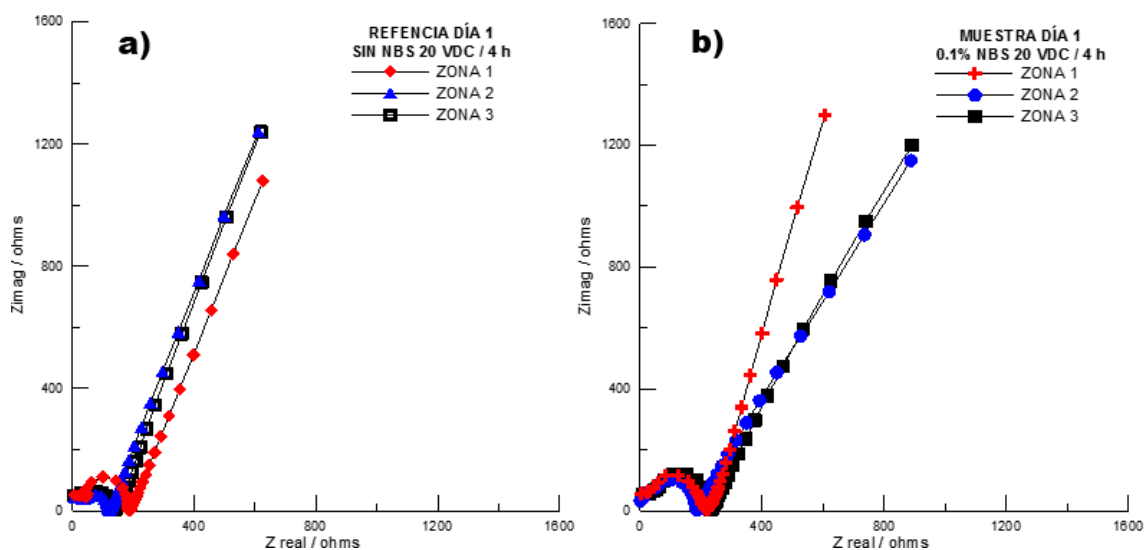 a)
REFENCIA DÍA 1
SIN NBS 20 VDC / 4 h
ZONA 1
ZONA 2
ZONA 3
1600
1200
800
400
0
Zimag / ohms
0 400 800 1200 1600
Z real / ohms
b)
MUESTRA DÍA 1
0.1% NBS 20 VDC / 4 h
ZONA 1
ZONA 2
ZONA 3
1600
1200
800
400
0
Zimag / ohms
0 400 800 1200 1600
Z real / ohms